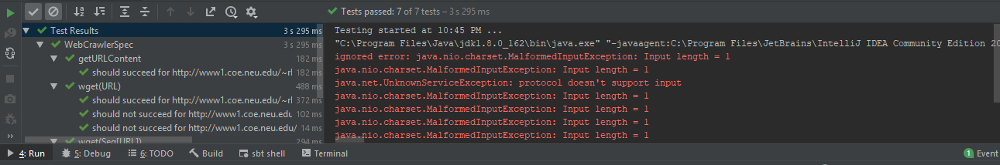 Tests passed: 7 of 7 tests – 3 s 295 ms
Test Results 3 s 295 ms
WebCrawlerSpec 3 s 295 ms
getURLContent 182 ms
should succeed for http://www1.coe.neu.edu/~rl 182 ms
wget(URL) 488 ms
should succeed for http://www1.coe.neu.edu/~rl 372 ms
should not succeed for http://www1.coe.neu.edu 102 ms
should not succeed for http://www1.coe.neu.edu/ 14 ms
wget(Seq[URL]) 294 ms
Testing started at 10:45 PM ...
"C:\Program Files\Java\jdk1.8.0_162\bin\java.exe" "-javaagent:C:\Program Files\JetBrains\IntelliJ IDEA Community Edition 20
ignored error: java.nio.charset.MalformedInputException: Input length = 1
java.nio.charset.MalformedInputException: Input length = 1
java.net.UnknownServiceException: protocol doesn't support input
java.nio.charset.MalformedInputException: Input length = 1
java.nio.charset.MalformedInputException: Input length = 1
java.nio.charset.MalformedInputException: Input length = 1
java.nio.charset.MalformedInputException: Input length = 1
4: Run 5: Debug 6: TODO Build sbt shell Terminal 1 Event